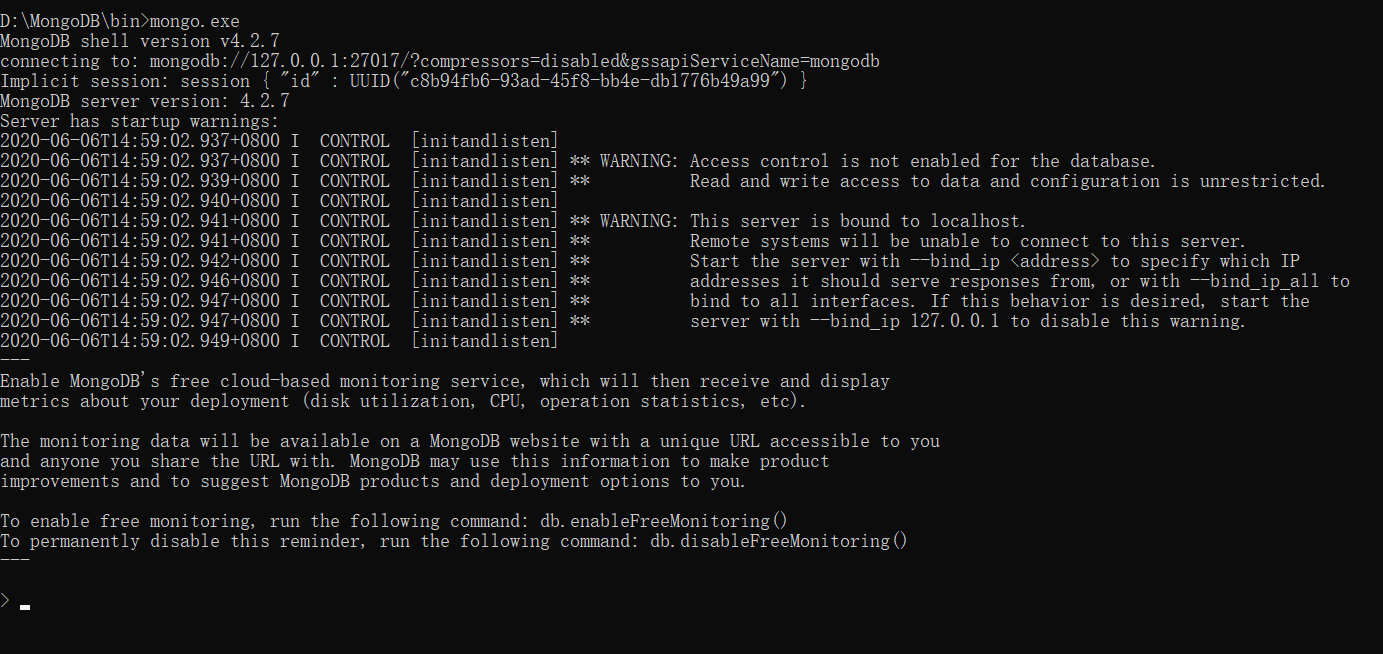 D:\MongoDB\bin>mongo.exe
MongoDB shell version v4.2.7
connecting to: mongodb://127.0.0.1:27017/?compressors=disabled&gssapiServiceName=mongodb
Implicit session: session { "id" : UUID("c8b94fb6-93ad-45f8-bb4e-db1776b49a99") }
MongoDB server version: 4.2.7
Server has startup warnings:
2020-06-06T14:59:02.937+0800 I  CONTROL  [initandlisten]
2020-06-06T14:59:02.937+0800 I  CONTROL  [initandlisten] ** WARNING: Access control is not enabled for the database.
2020-06-06T14:59:02.939+0800 I  CONTROL  [initandlisten] **          Read and write access to data and configuration is unrestricted.
2020-06-06T14:59:02.940+0800 I  CONTROL  [initandlisten]
2020-06-06T14:59:02.941+0800 I  CONTROL  [initandlisten] ** WARNING: This server is bound to localhost.
2020-06-06T14:59:02.941+0800 I  CONTROL  [initandlisten] **          Remote systems will be unable to connect to this server.
2020-06-06T14:59:02.942+0800 I  CONTROL  [initandlisten] **          Start the server with --bind_ip <address> to specify which IP
2020-06-06T14:59:02.946+0800 I  CONTROL  [initandlisten] **          addresses it should serve responses from, or with --bind_ip_all to
2020-06-06T14:59:02.947+0800 I  CONTROL  [initandlisten] **          bind to all interfaces. If this behavior is desired, start the
2020-06-06T14:59:02.947+0800 I  CONTROL  [initandlisten] **          server with --bind_ip 127.0.0.1 to disable this warning.
2020-06-06T14:59:02.949+0800 I  CONTROL  [initandlisten]
---
Enable MongoDB's free cloud-based monitoring service, which will then receive and display
metrics about your deployment (disk utilization, CPU, operation statistics, etc).
The monitoring data will be available on a MongoDB website with a unique URL accessible to you
and anyone you share the URL with. MongoDB may use this information to make product
improvements and to suggest MongoDB products and deployment options to you.
To enable free monitoring, run the following command: db.enableFreeMonitoring()
To permanently disable this reminder, run the following command: db.disableFreeMonitoring()
---
>